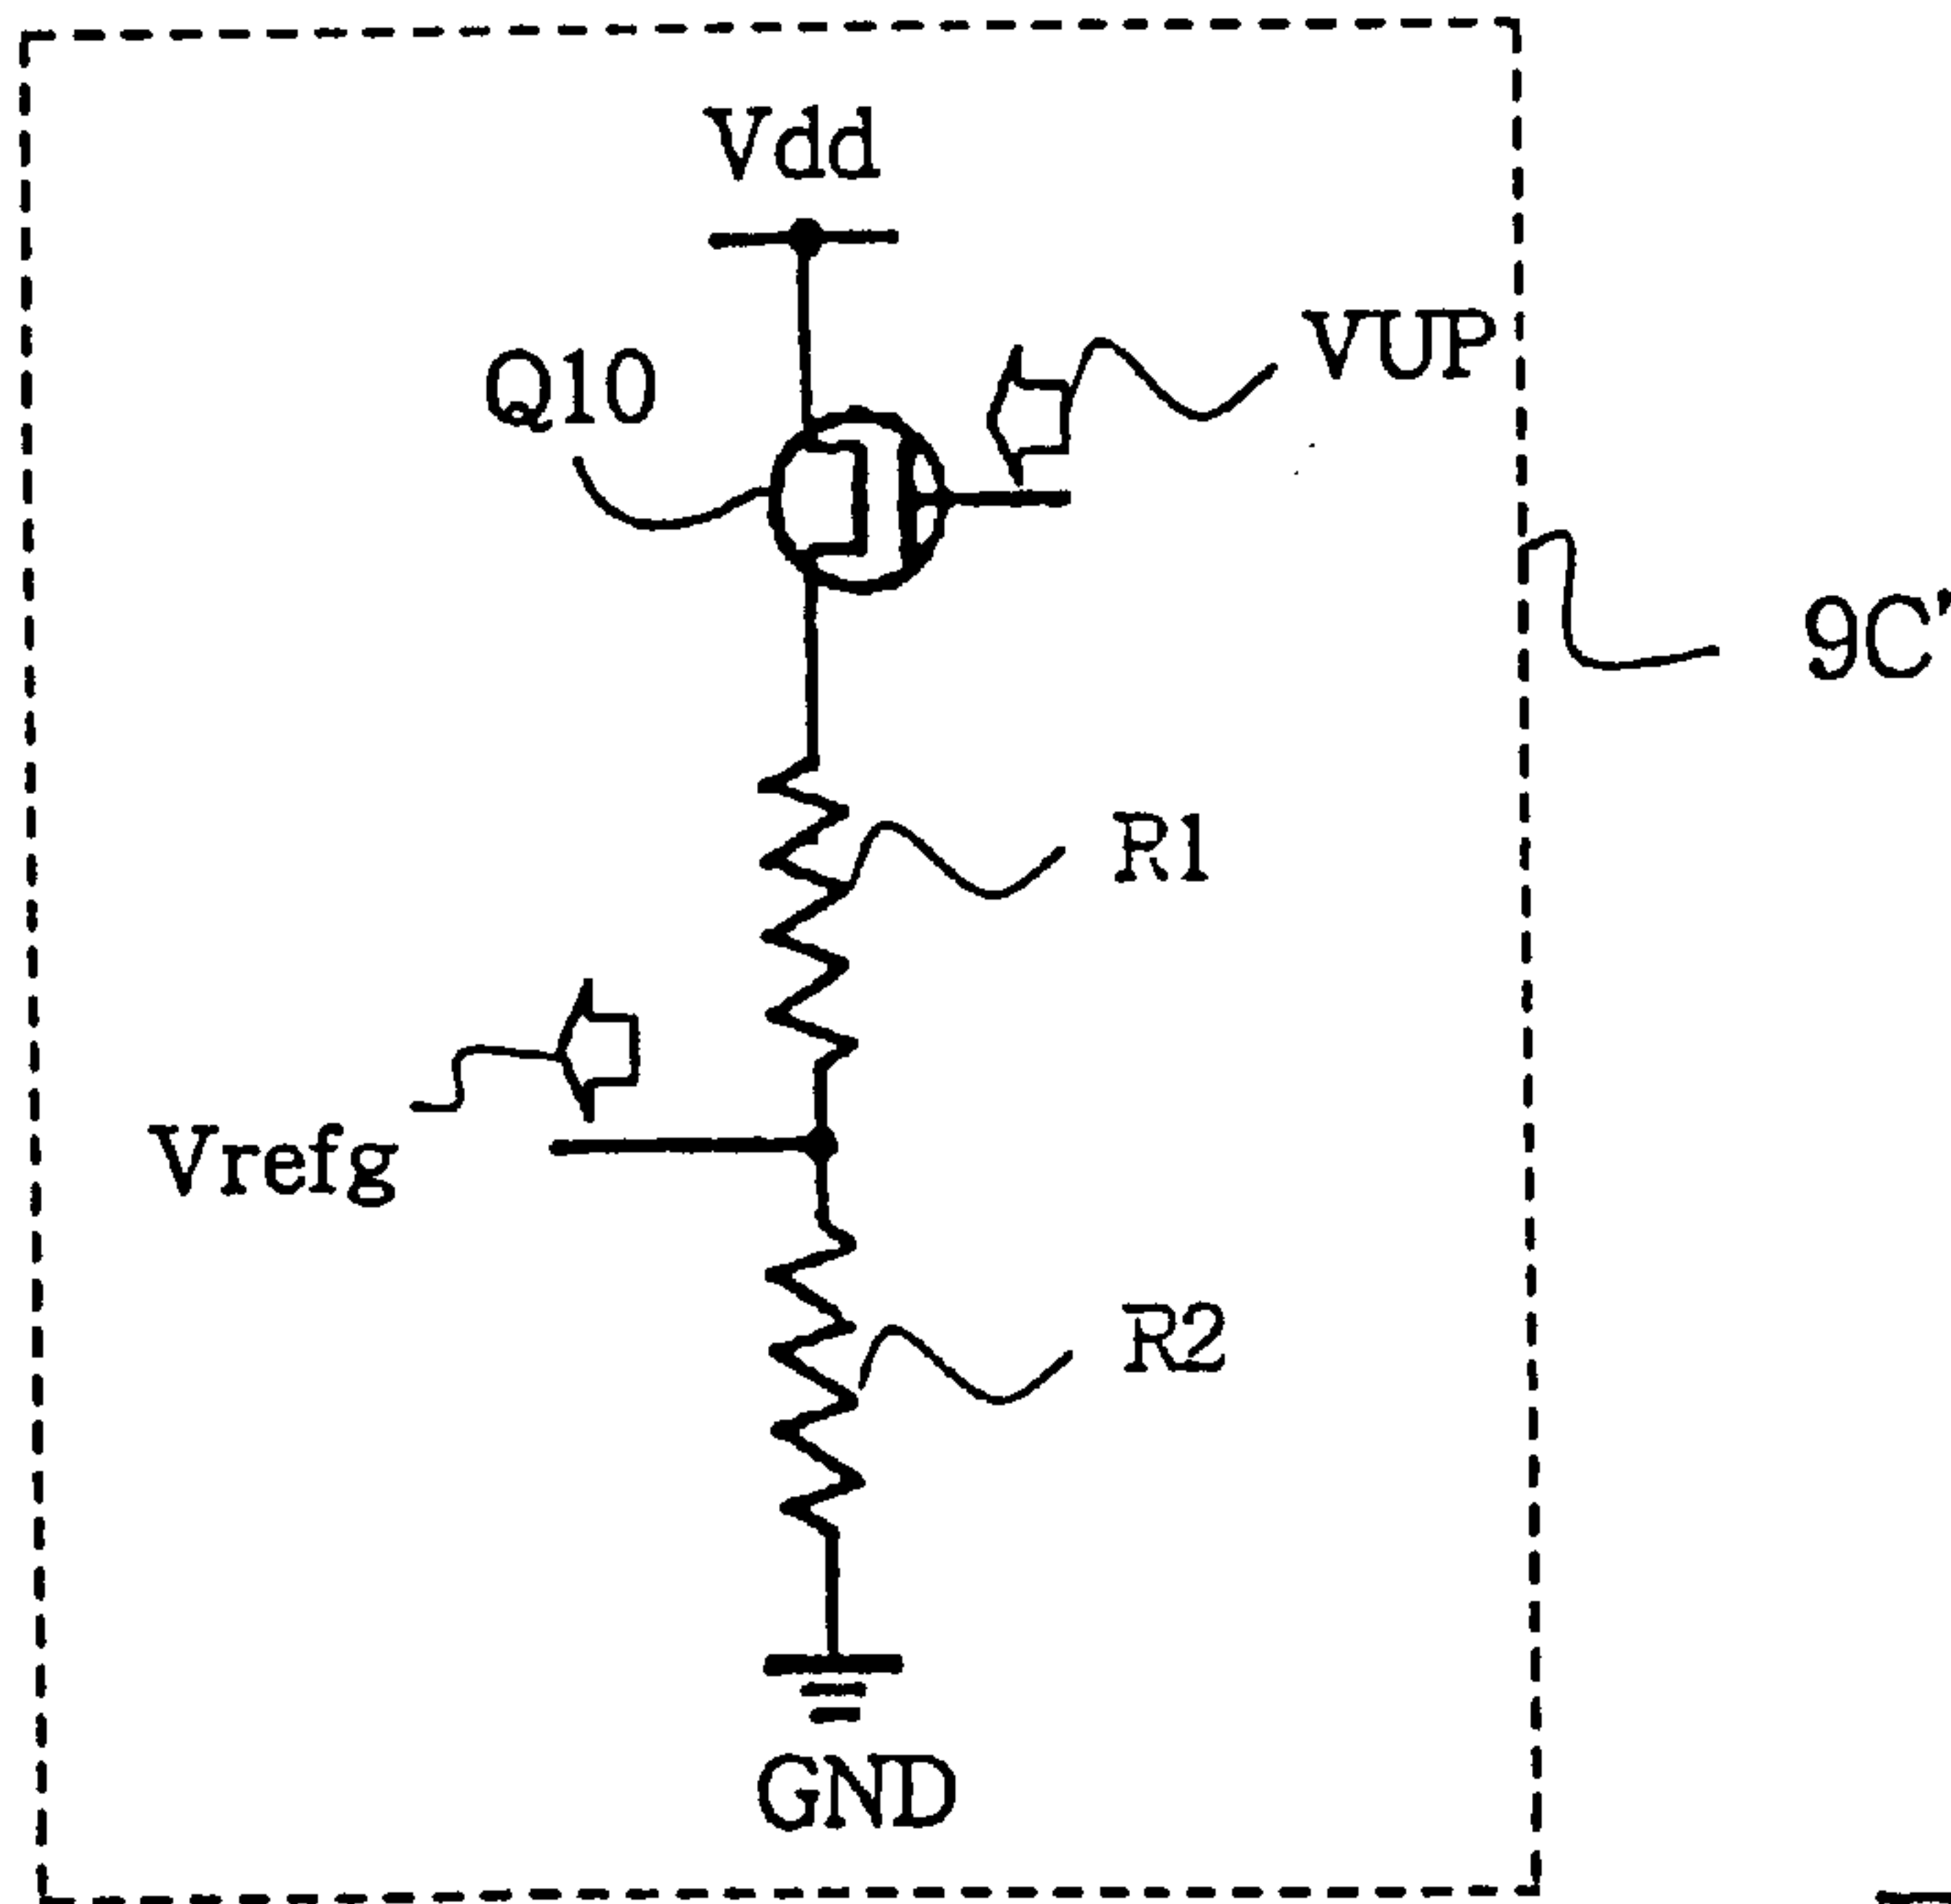 Vdd
VUP
Q10
9C'
R1
Vrefg
R2
GND